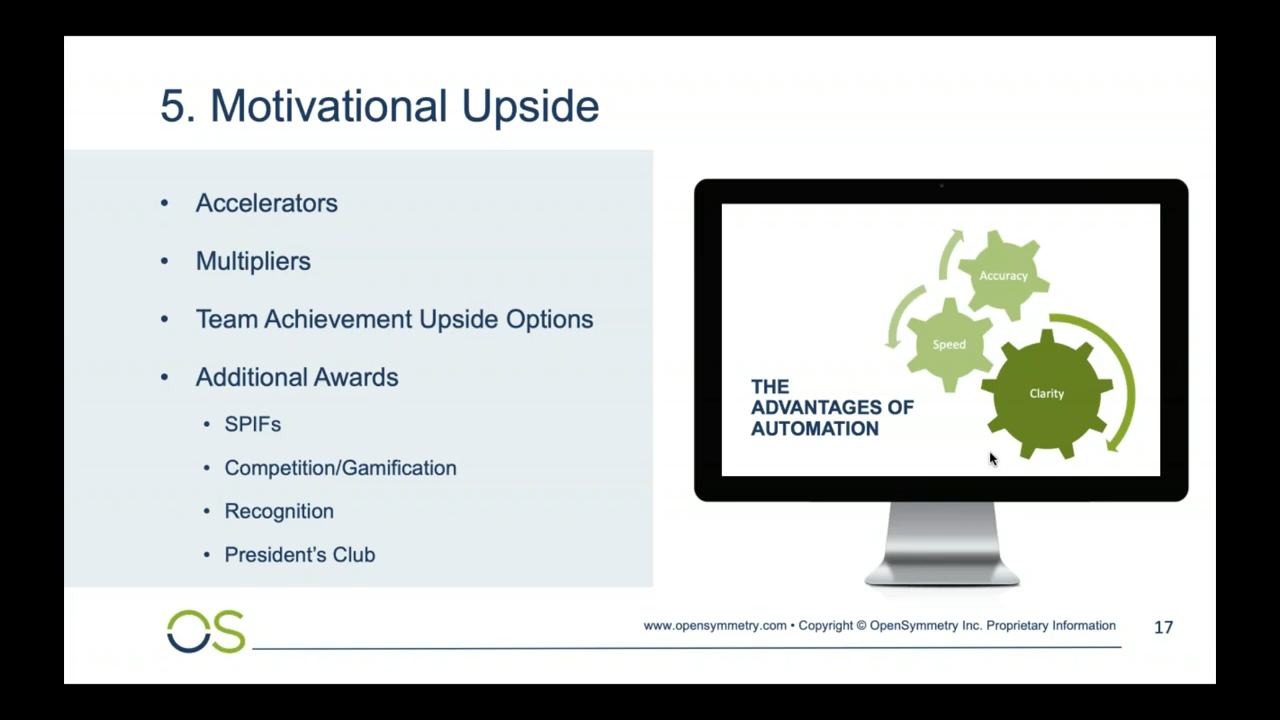 5. Motivational Upside
• Accelerators
• Multipliers
• Team Achievement Upside Options
• Additional Awards
• SPIFs
• Competition/Gamification
• Recognition
• President's Club
Accuracy
Speed
Clarity
THE
ADVANTAGES OF
AUTOMATION
OS
www.opensymmetry.com • Copyright © OpenSymmetry Inc. Proprietary Information
17